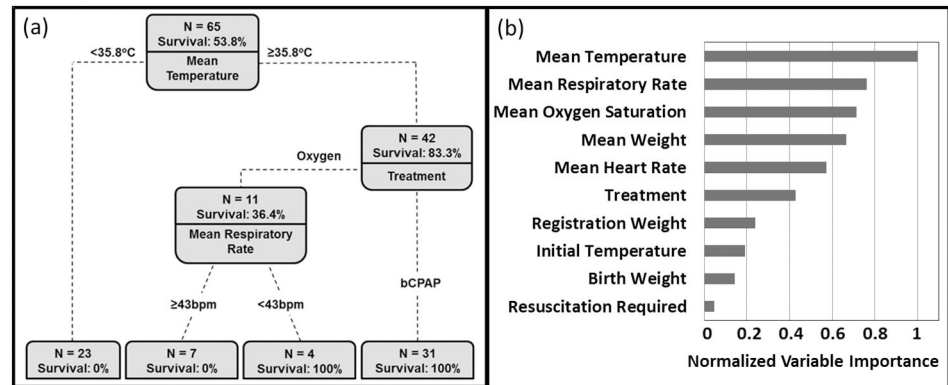 (a)
N = 65
Survival: 53.8%
Mean
Temperature
<35.8ºC
≥35.8ºC
N = 42
Survival: 83.3%
Treatment
Oxygen
N = 11
Survival: 36.4%
Mean Respiratory
Rate
bCPAP
≥43bpm
<43bpm
N = 23
Survival: 0%
N = 7
Survival: 0%
N = 4
Survival: 100%
N = 31
Survival: 100%
(b)
Mean Temperature
Mean Respiratory Rate
Mean Oxygen Saturation
Mean Weight
Mean Heart Rate
Treatment
Registration Weight
Initial Temperature
Birth Weight
Resuscitation Required
0 0.2 0.4 0.6 0.8 1
Normalized Variable Importance